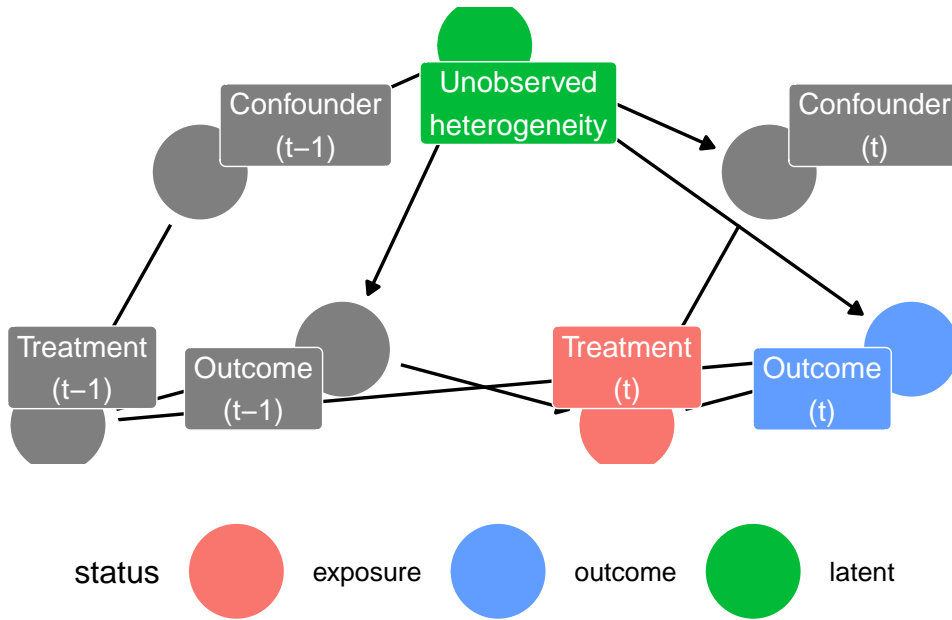 Unobserved
heterogeneity
Confounder
(t−1)
Confounder
(t)
Treatment
(t−1)
Outcome
(t−1)
Treatment
(t)
Outcome
(t)
status
exposure
outcome
latent